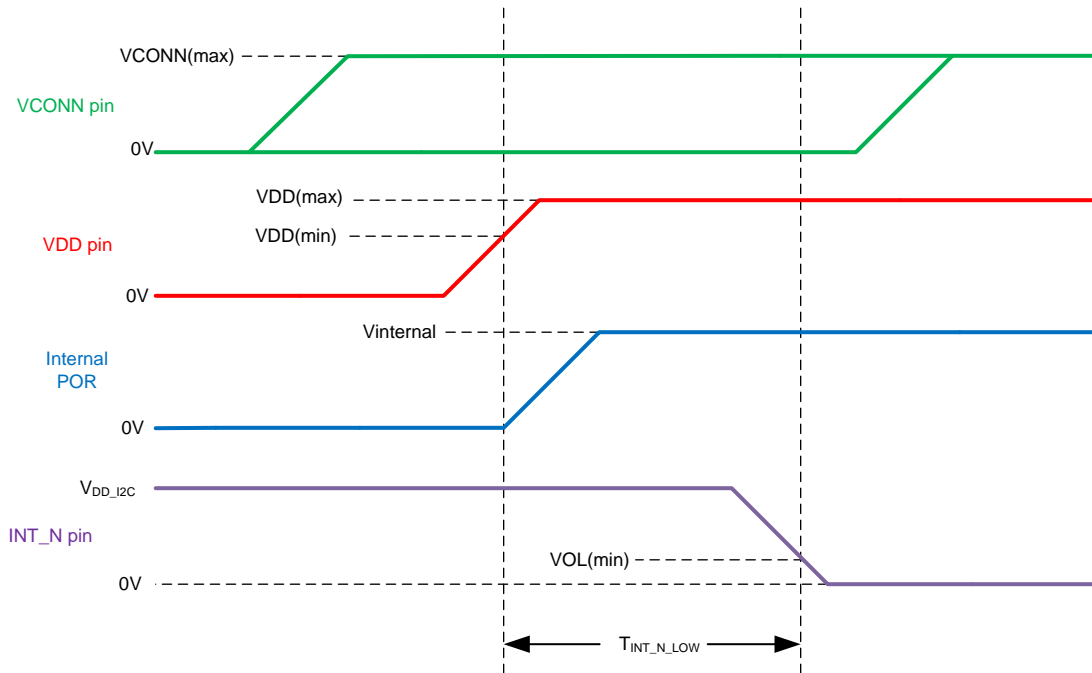 VCONN(max)
VCONN pin
0V
VDD(max)
VDD(min)
VDD pin
0V
Vinternal
Internal
POR
0V
VDD_I2C
INT_N pin
VOL(min)
0V
TINT_N_LOW